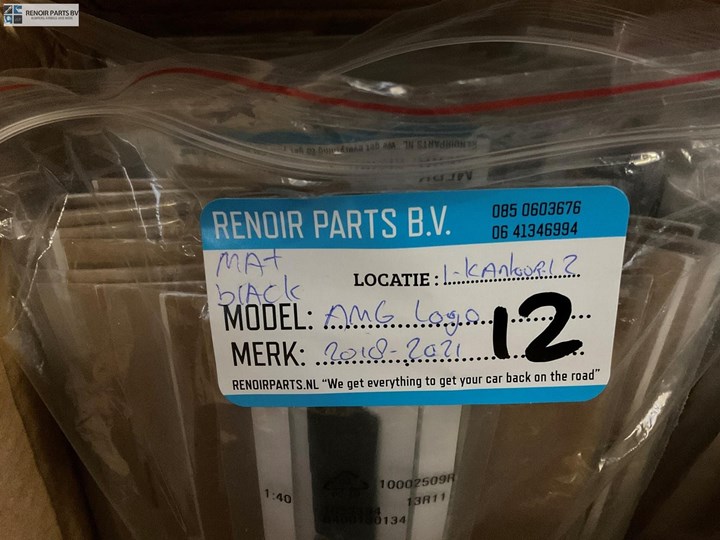 RENOIR PARTS BV
RENOIR PARTS B.V.
085 0603676
06 41346994
MAt
blACK
LOCATIE: 1-KAntoor.1.2
MODEL: AMG Logo
12
MERK: 2018-2021
RENOIRPARTS.NL “We get everything to get your car back on the road”
10002509R
1:40
13R11